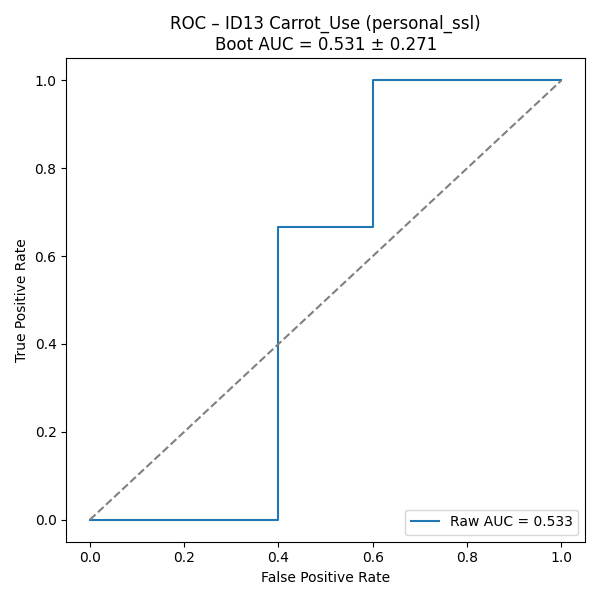 ROC – ID13 Carrot_Use (personal_ssl)
Boot AUC = 0.531 ± 0.271
True Positive Rate
1.0
0.8
0.6
0.4
0.2
0.0
Raw AUC = 0.533
0.0 0.2 0.4 0.6 0.8 1.0
False Positive Rate